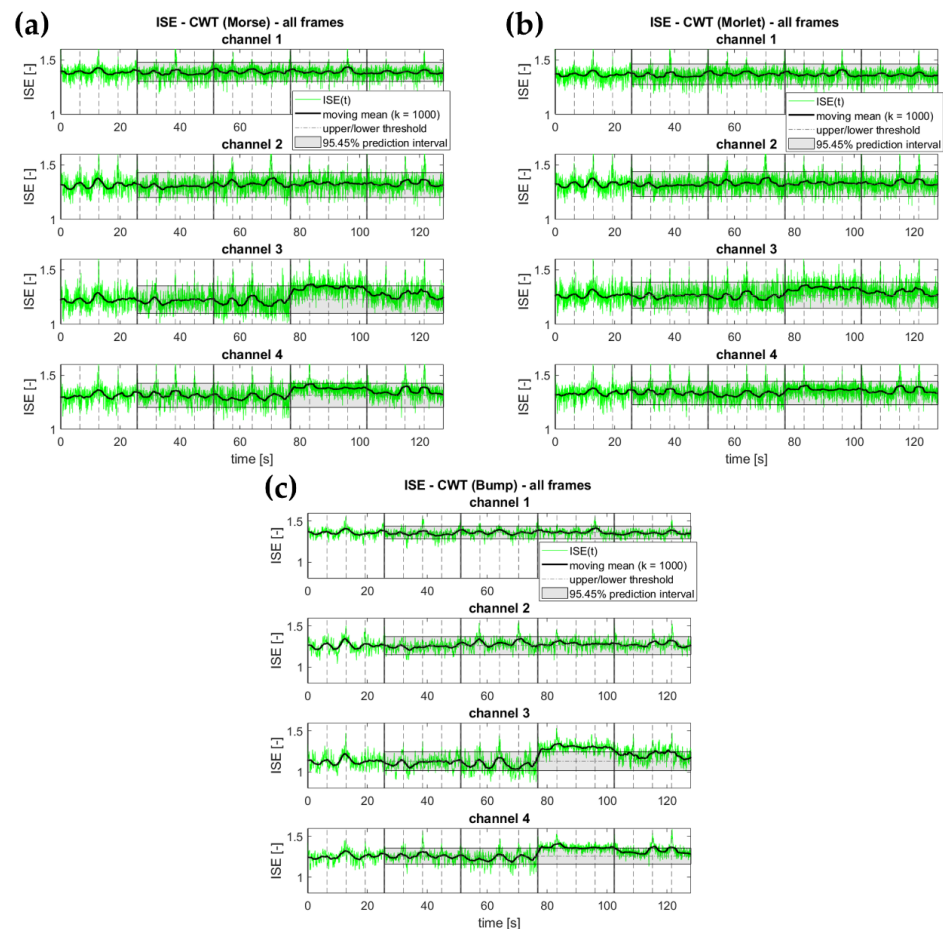 (a)
ISE - CWT (Morse) - all frames
channel 1
ISE [-]
1.5
1
0 20 40 60
ISE(t)
moving mean (k = 1000)
upper/lower threshold
95.45% prediction interval
channel 2
ISE [-]
1.5
1
0 20 40 60 80 100 120
channel 3
ISE [-]
1.5
1
0 20 40 60 80 100 120
channel 4
ISE [-]
1.5
1
0 20 40 60 80 100 120
time [s]
(b)
ISE - CWT (Morlet) - all frames
channel 1
ISE [-]
1.5
1
0 20 40 60
ISE(t)
moving mean (k = 1000)
upper/lower threshold
95.45% prediction interval
channel 2
ISE [-]
1.5
1
0 20 40 60 80 100 120
channel 3
ISE [-]
1.5
1
0 20 40 60 80 100 120
channel 4
ISE [-]
1.5
1
0 20 40 60 80 100 120
time [s]
(c)
ISE - CWT (Bump) - all frames
channel 1
ISE [-]
1.5
1
0 20 40 60
ISE(t)
moving mean (k = 1000)
upper/lower threshold
95.45% prediction interval
channel 2
ISE [-]
1.5
1
0 20 40 60 80 100 120
channel 3
ISE [-]
1.5
1
0 20 40 60 80 100 120
channel 4
ISE [-]
1.5
1
0 20 40 60 80 100 120
time [s]